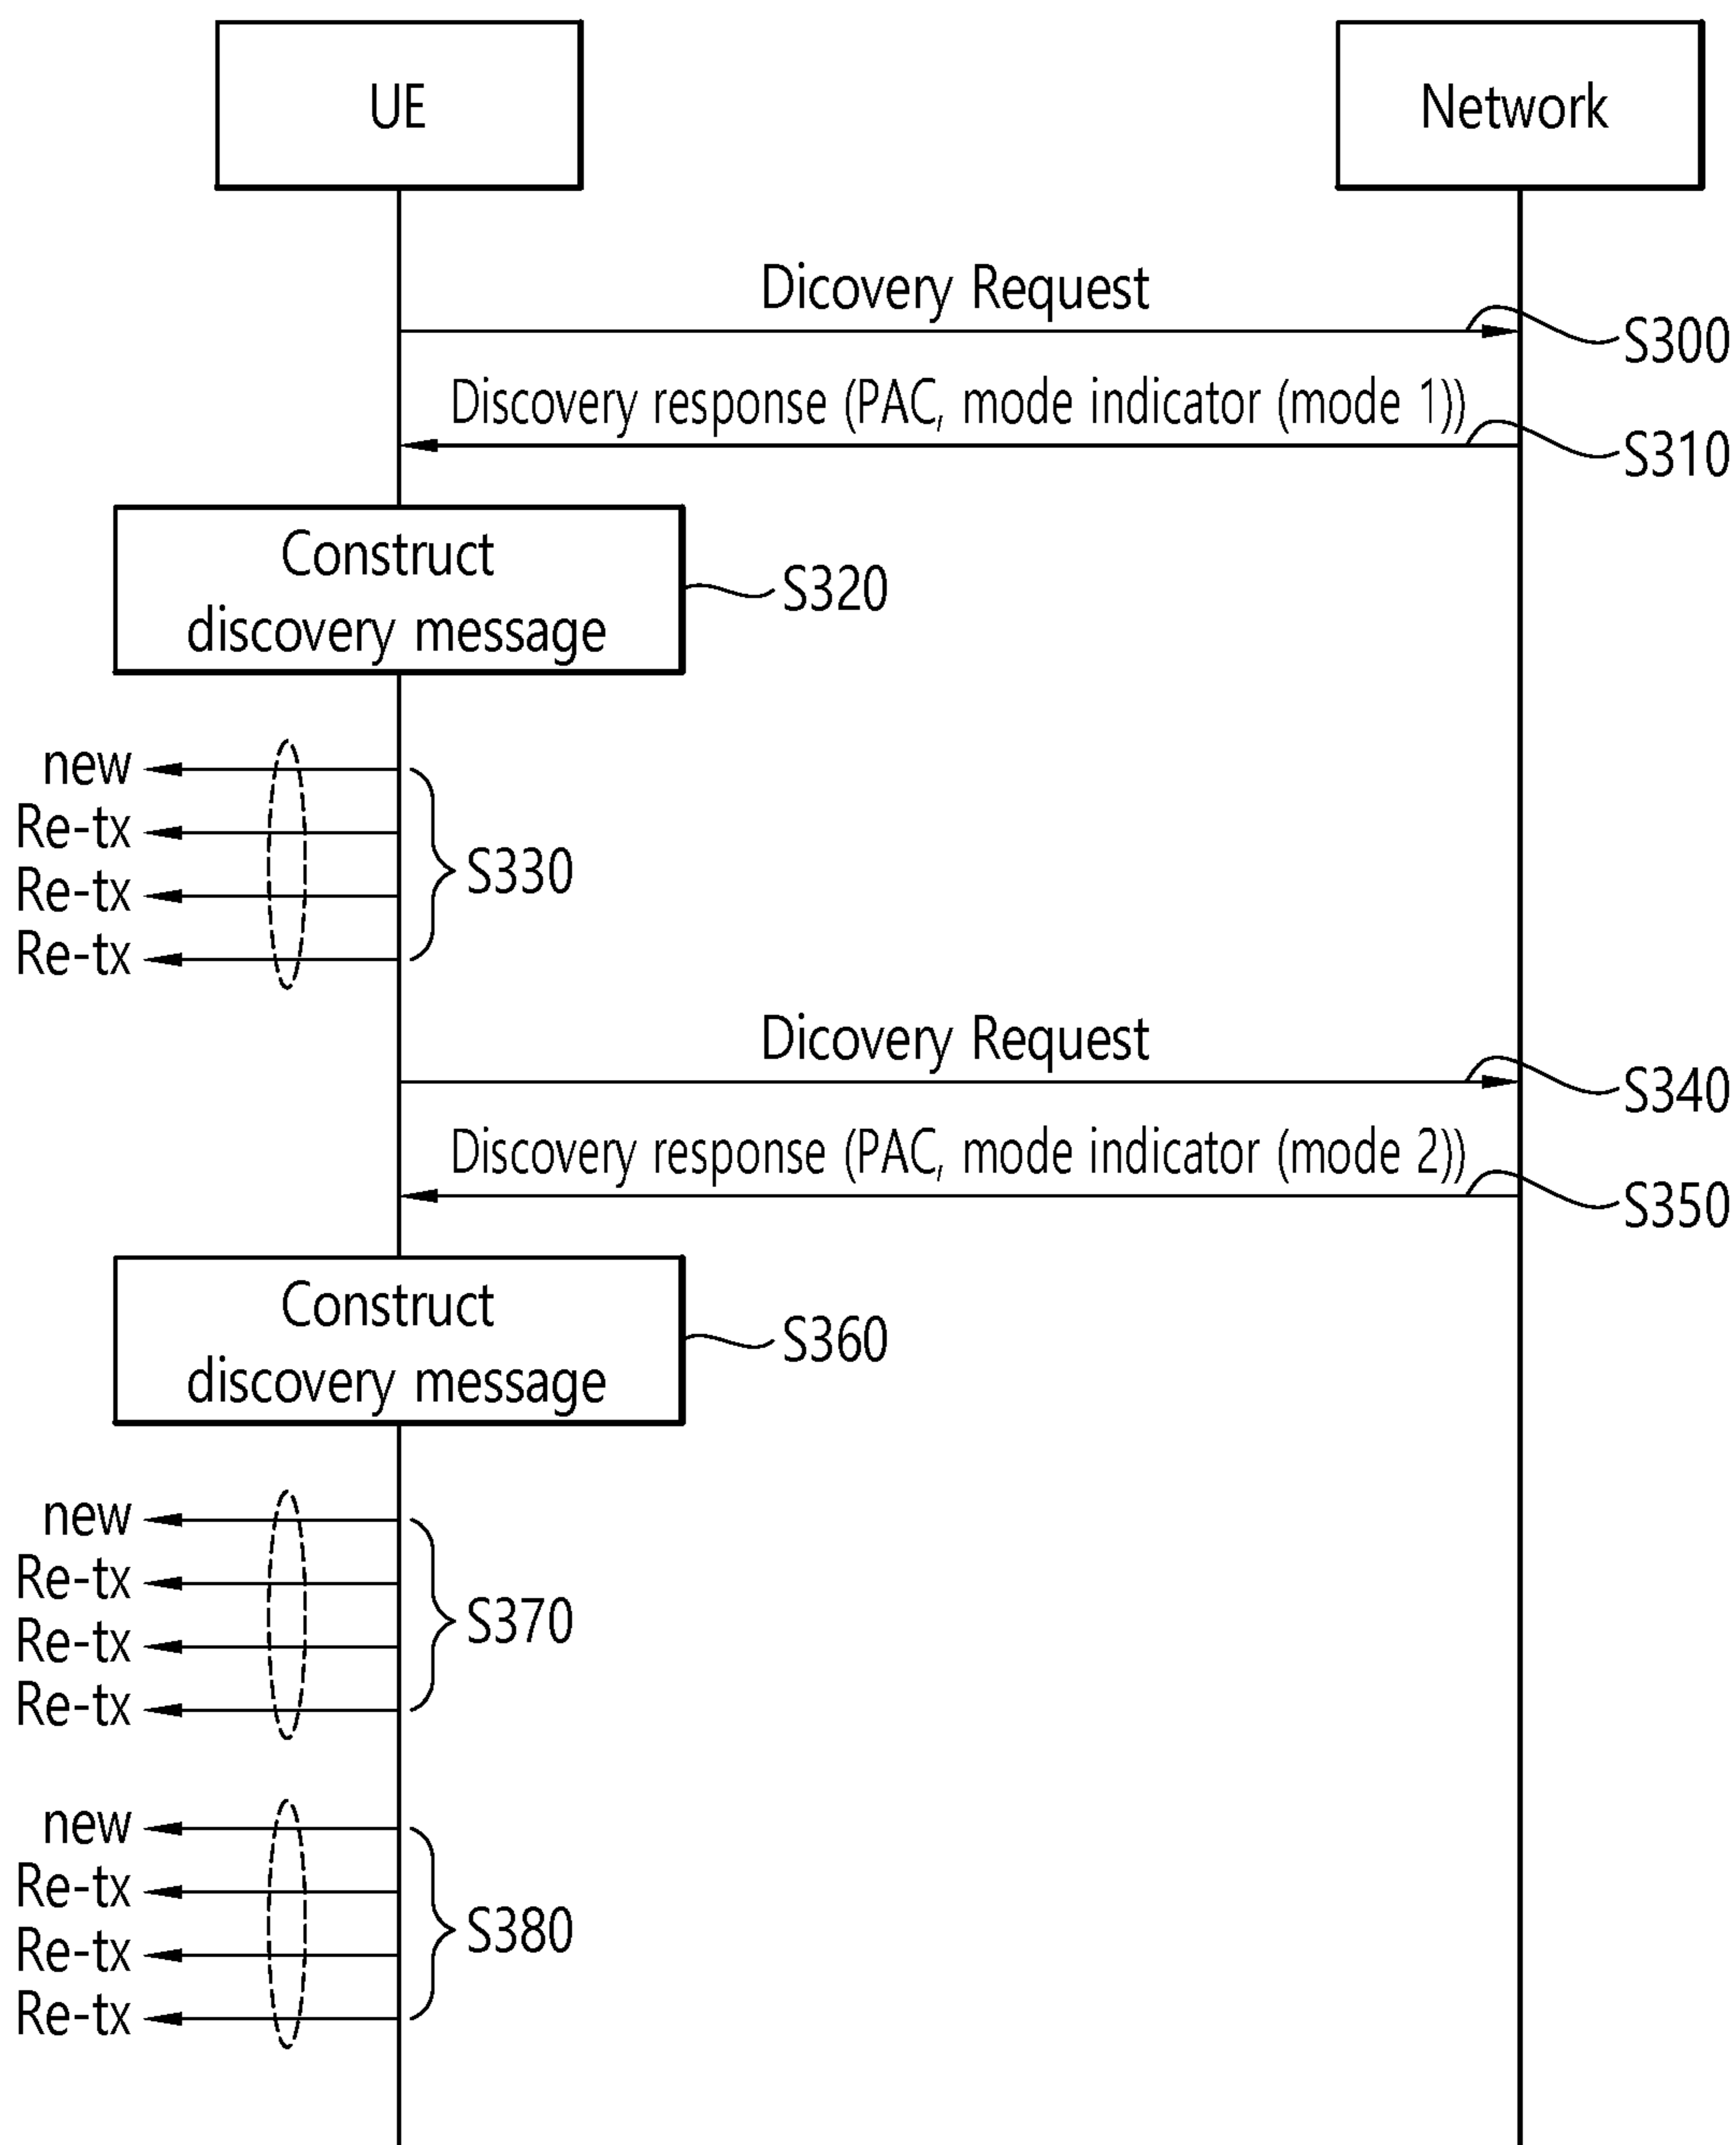 UE
Network
Dicovery Request
S300
Discovery response (PAC, mode indicator (mode 1))
S310
Construct
discovery message
S320
new
Re-tx
Re-tx
Re-tx
S330
Dicovery Request
S340
Discovery response (PAC, mode indicator (mode 2))
S350
Construct
discovery message
S360
new
Re-tx
Re-tx
Re-tx
S370
new
Re-tx
Re-tx
Re-tx
S380